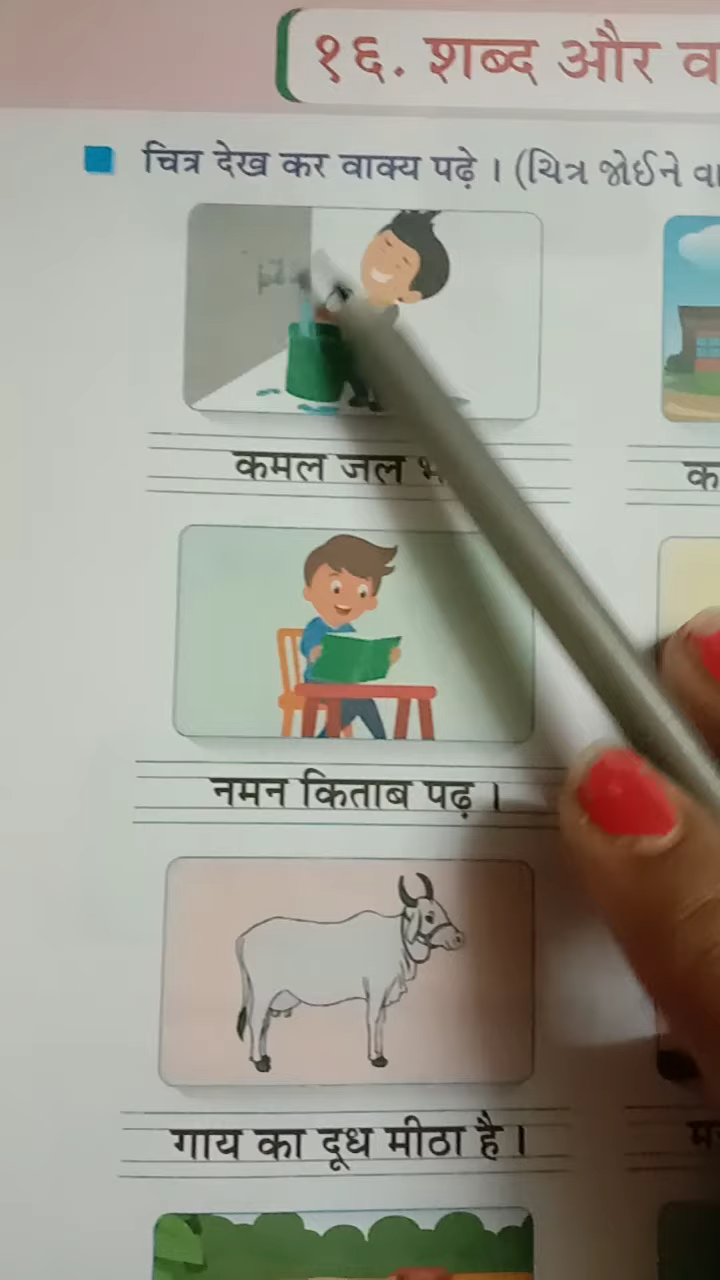 १६. शब्द और
चित्र देख कर वाक्य पढ़े । (ચિત્ર જોઈને
कमल जल
नमन किताब पढ़ ।
गाय का दूध मीठा है ।